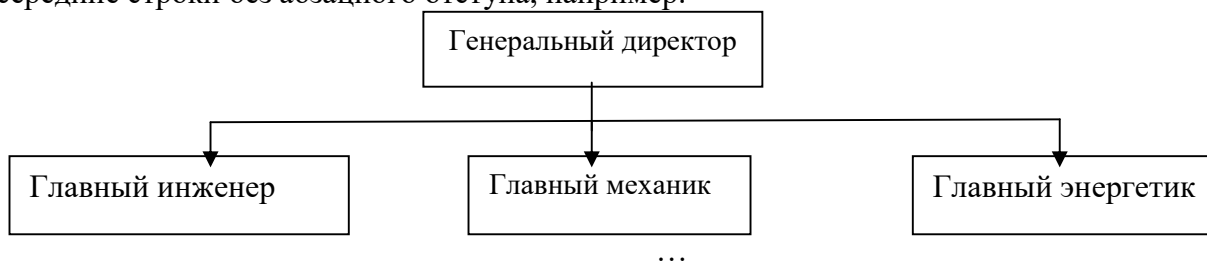 середине строки без абзацного отступа, например:
Генеральный директор
Главный инженер
Главный механик
Главный энергетик
…